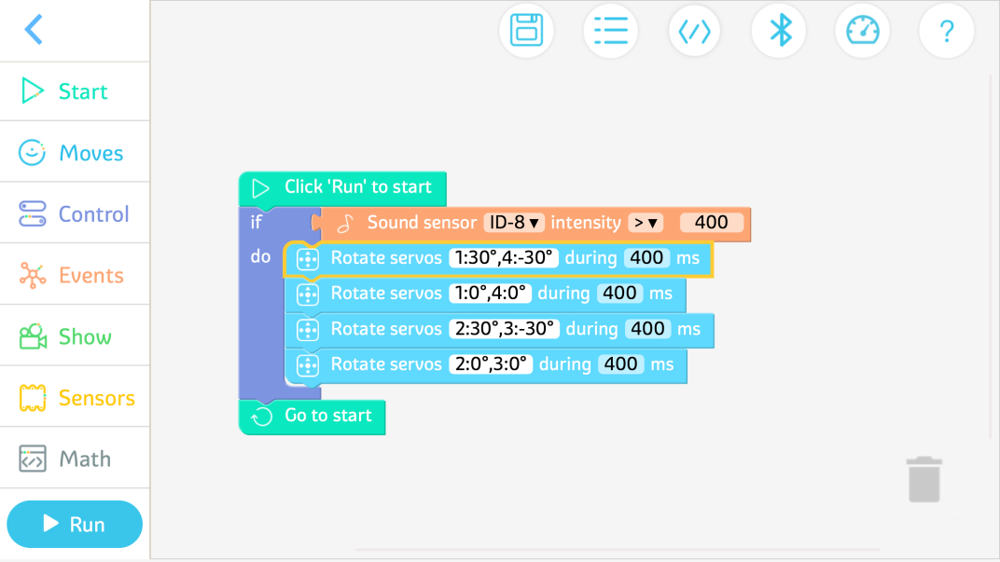 ?
Start
Moves
Control
Events
Show
Sensors
Math
Run
Click 'Run' to start
if Sound sensor ID-8 ▾ intensity > ▾ 400
do Rotate servos 1:30°,4:-30° during 400 ms
Rotate servos 1:0°,4:0° during 400 ms
Rotate servos 2:30°,3:-30° during 400 ms
Rotate servos 2:0°,3:0° during 400 ms
Go to start